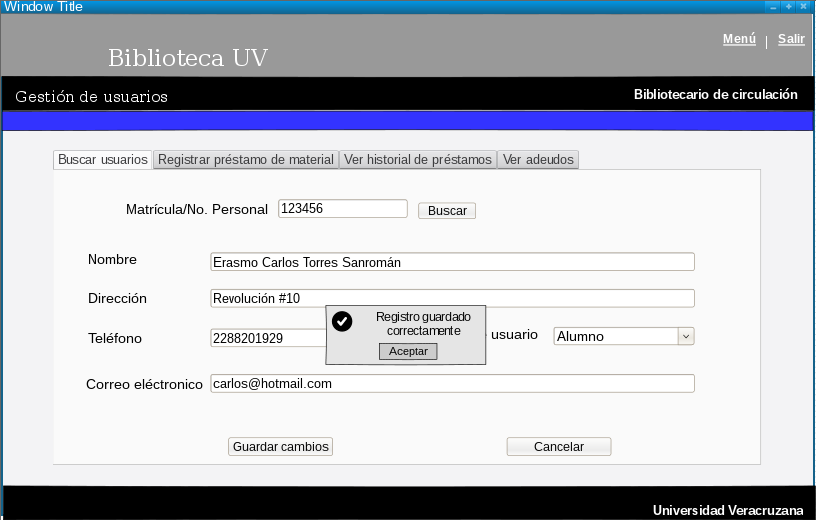 Window Title
Menú | Salir
Biblioteca UV
Gestión de usuarios
Bibliotecario de circulación
Buscar usuarios
Registrar préstamo de material
Ver historial de préstamos
Ver adeudos
Matrícula/No. Personal
123456
Buscar
Nombre
Erasmo Carlos Torres Sanromán
Dirección
Revolución #10
Registro guardado
correctamente
Aceptar
Teléfono
2288201929
usuario
Alumno
Correo eléctronico
carlos@hotmail.com
Guardar cambios
Cancelar
Universidad Veracruzana